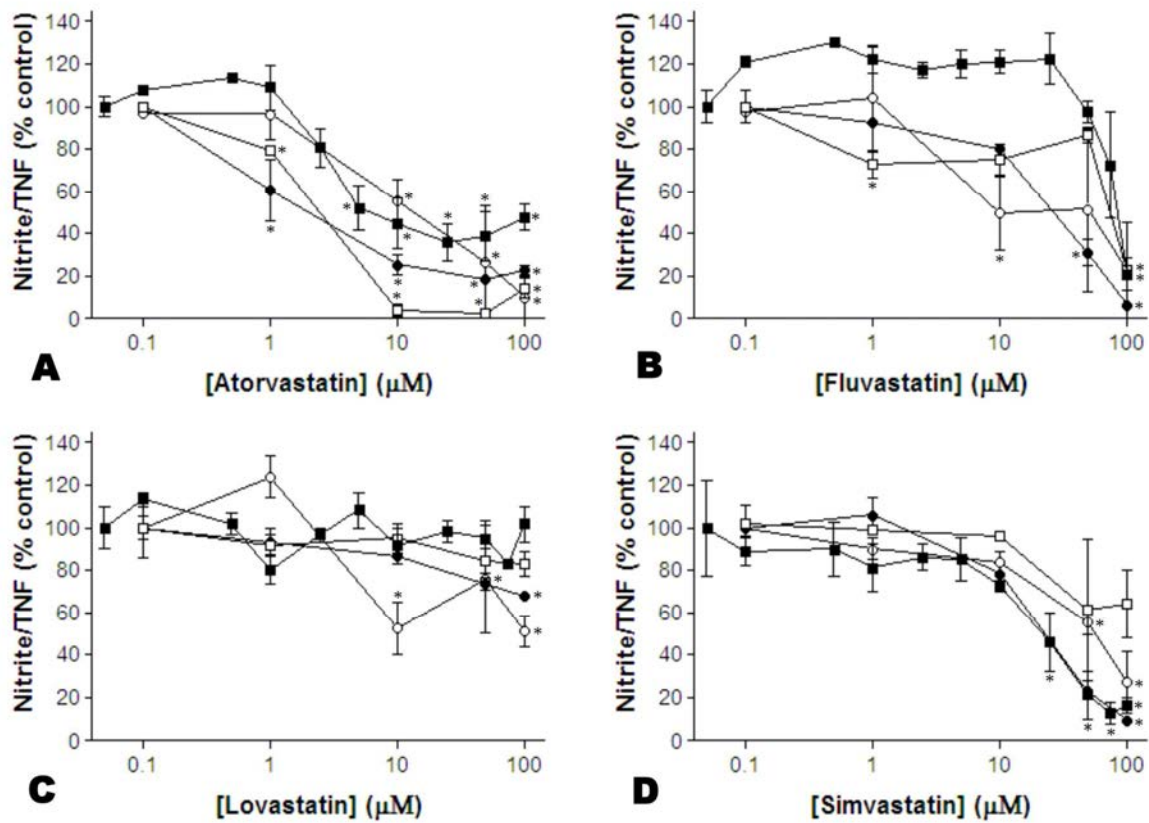 140
120
100
80
60
40
20
0
Nitrite/TNF (% control)
* * * * * * * * * * * * * * *
0.1 1 10 100
A
[Atorvastatin] (µM)
140
120
100
80
60
40
20
0
Nitrite/TNF (% control)
* * * * * *
0.1 1 10 100
B
[Fluvastatin] (µM)
140
120
100
80
60
40
20
0
Nitrite/TNF (% control)
* * * *
0.1 1 10 100
C
[Lovastatin] (µM)
140
120
100
80
60
40
20
0
Nitrite/TNF (% control)
* * * * * * *
0.1 1 10 100
D
[Simvastatin] (µM)